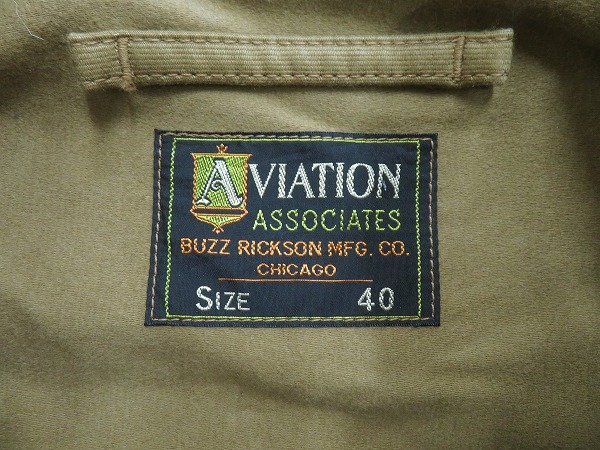 AVIATION
ASSOCIATES
BUZZ RICKSON MFG. CO.
CHICAGO
SIZE 40